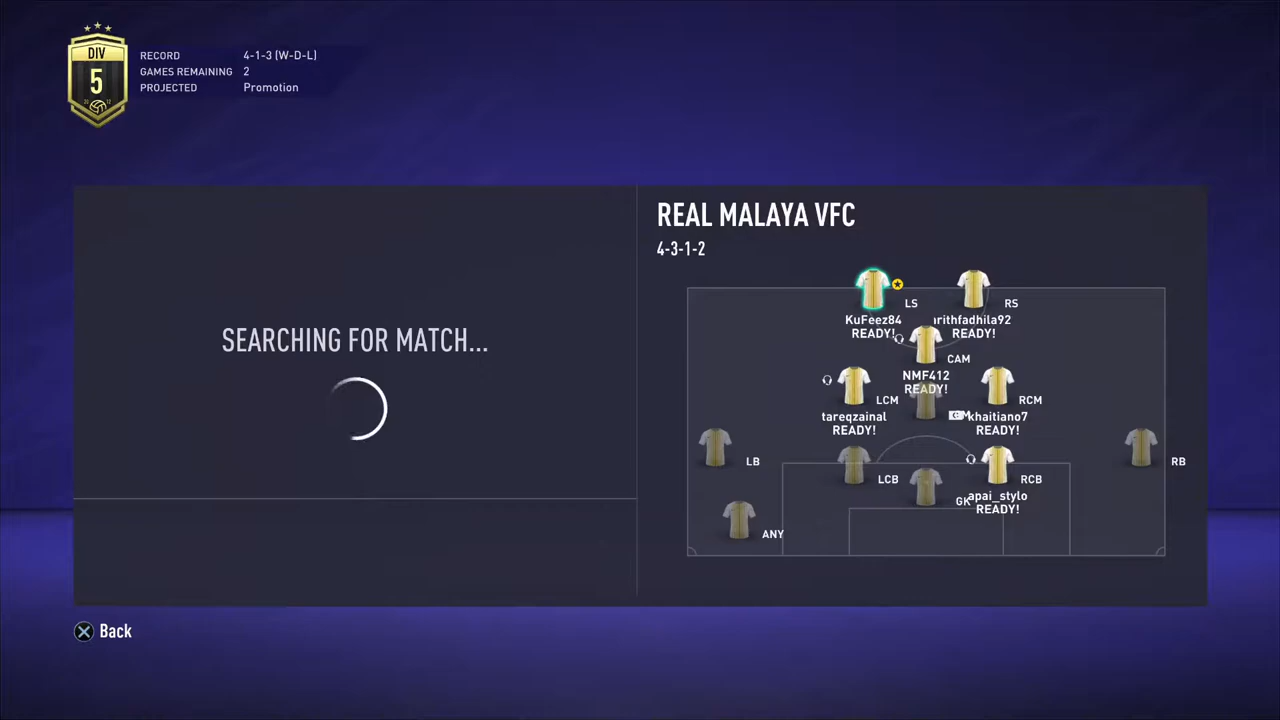 DIV
5
RECORD 4-1-3 (W-D-L)
GAMES REMAINING 2
PROJECTED Promotion
SEARCHING FOR MATCH...
REAL MALAYA VFC
4-3-1-2
LS
RS
KuFeez84
READY!
arithfadhila92
READY!
CAM
NMF412
READY!
LCM
RCM
tareqzainal
READY!
khaitiano7
READY!
LB
RB
LCB
RCB
GK
apai_stylo
READY!
ANY
Back